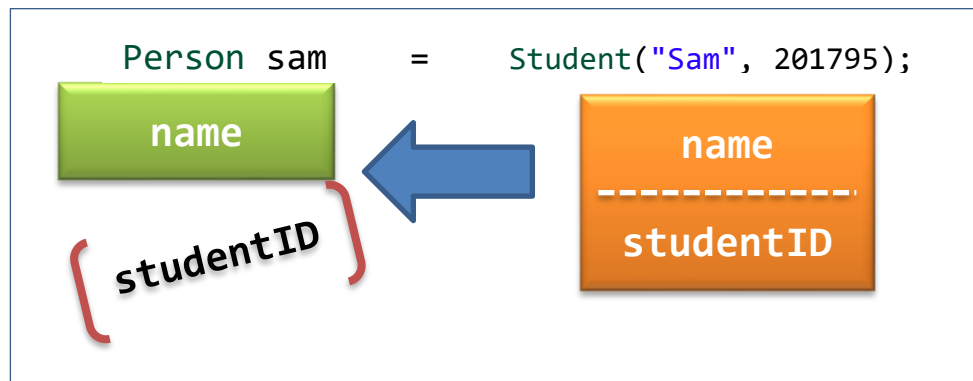 Person sam = Student("Sam", 201795);
name
name
studentID
studentID